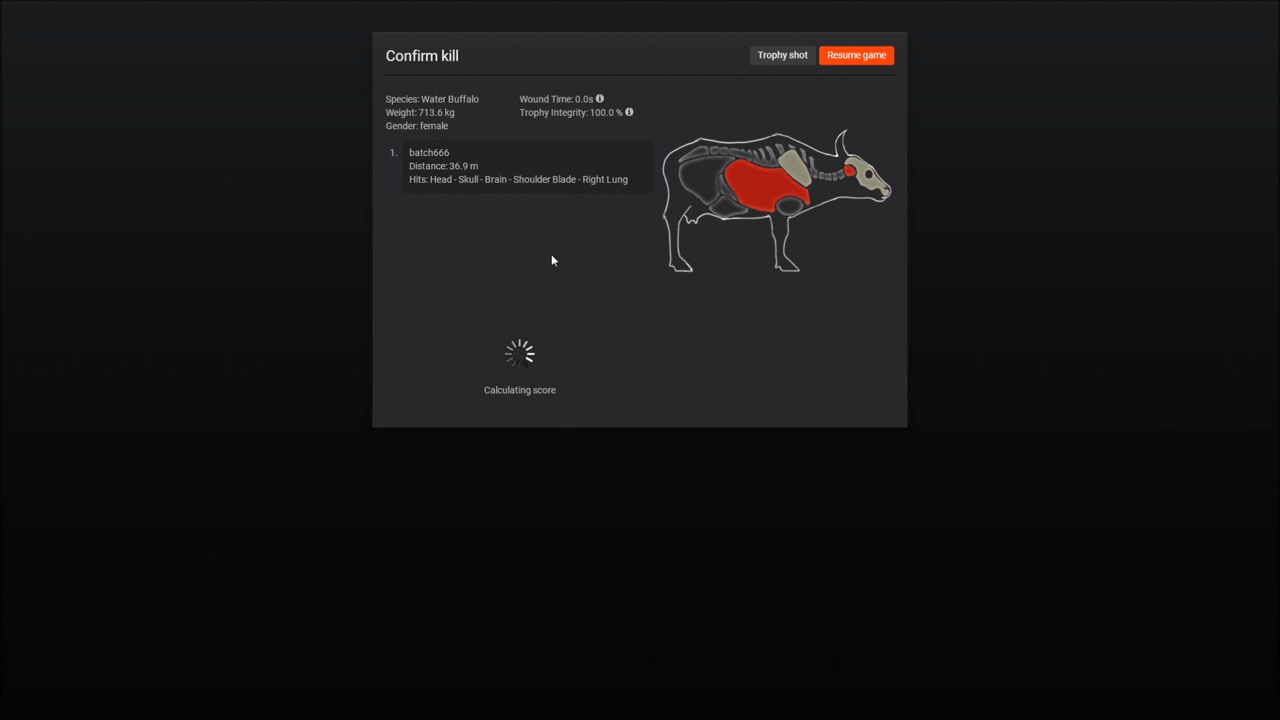 Confirm kill
Trophy shot
Resume game
Species: Water Buffalo
Weight: 713.6 kg
Gender: female
Wound Time: 0.0s
Trophy Integrity: 100.0 %
1.
batch666
Distance: 36.9 m
Hits: Head - Skull - Brain - Shoulder Blade - Right Lung
Calculating score